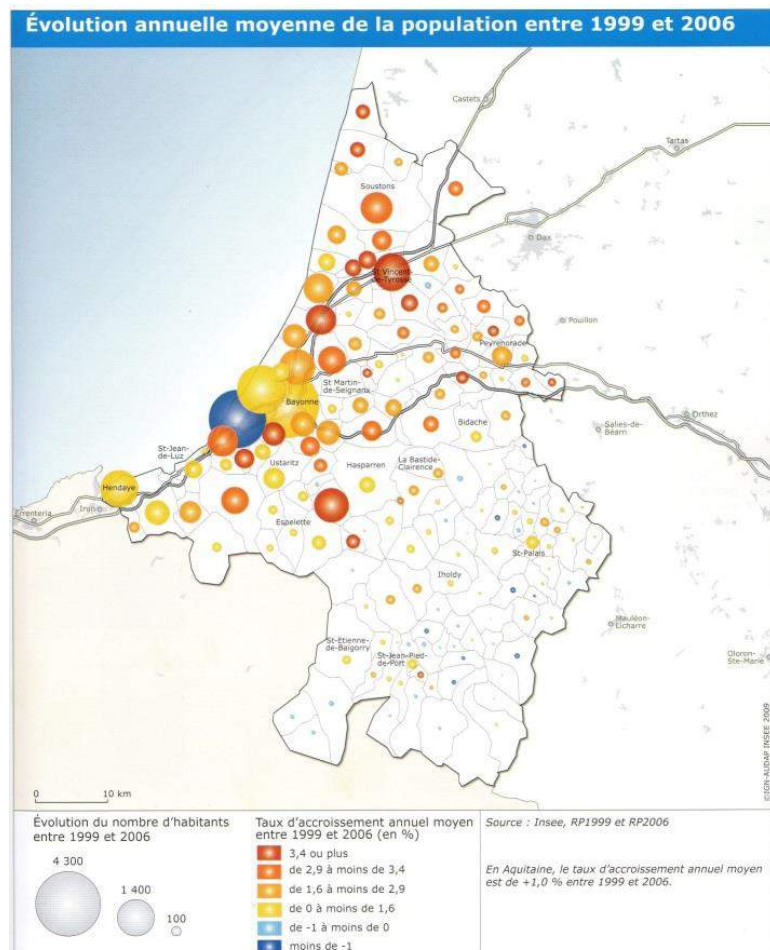 Évolution annuelle moyenne de la population entre 1999 et 2006
Castets
Tartas
Soustons
Dax
St Vincent-
de-Tyrosse
Pouillon
Peyrehorade
St Martin-
de-Seignanx
Bayonne
Orthez
Salies-
de-Béarn
Bidache
St-Jean-
de-Luz
Ustaritz
Hasparren
La Bastide-
Clairence
Hendaye
Errenteria
Irun
Espelette
St-Palais
Iholdy
Mauléon-
Licharre
St-Etienne-
de-Baigorry
St-Jean-Pied-
de-Port
Oloron-
Ste-Marie
©IGN-AUDAP INSEE 2009
0 10 km
Évolution du nombre d'habitants
entre 1999 et 2006
4 300
1 400
100
Taux d'accroissement annuel moyen
entre 1999 et 2006 (en %)
3,4 ou plus
de 2,9 à moins de 3,4
de 1,6 à moins de 2,9
de 0 à moins de 1,6
de -1 à moins de 0
moins de -1
Source : Insee, RP1999 et RP2006
En Aquitaine, le taux d'accroissement annuel moyen
est de +1,0 % entre 1999 et 2006.